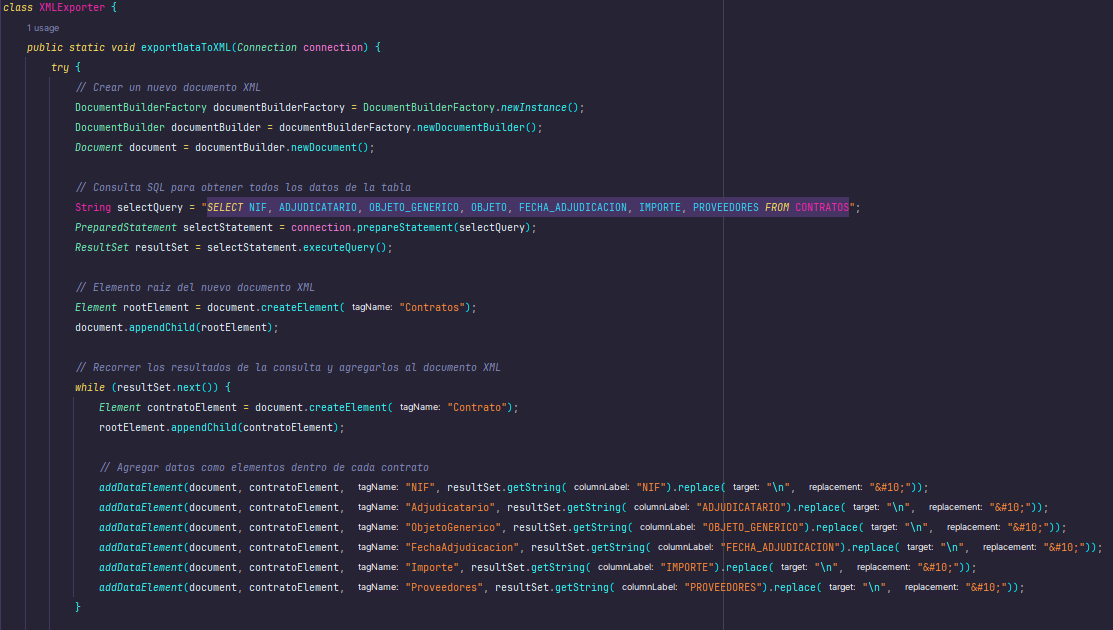 class XMLExporter {
1 usage
public static void exportDataToXML(Connection connection) {
try {
// Crear un nuevo documento XML
DocumentBuilderFactory documentBuilderFactory = DocumentBuilderFactory.newInstance();
DocumentBuilder documentBuilder = documentBuilderFactory.newDocumentBuilder();
Document document = documentBuilder.newDocument();
// Consulta SQL para obtener todos los datos de la tabla
String selectQuery = "SELECT NIF, ADJUDICATARIO, OBJETO_GENERICO, OBJETO, FECHA_ADJUDICACION, IMPORTE, PROVEEDORES FROM CONTRATOS";
PreparedStatement selectStatement = connection.prepareStatement(selectQuery);
ResultSet resultSet = selectStatement.executeQuery();
// Elemento raíz del nuevo documento XML
Element rootElement = document.createElement( tagName: "Contratos");
document.appendChild(rootElement);
// Recorrer los resultados de la consulta y agregarlos al documento XML
while (resultSet.next()) {
Element contratoElement = document.createElement( tagName: "Contrato");
rootElement.appendChild(contratoElement);
// Agregar datos como elementos dentro de cada contrato
addDataElement(document, contratoElement, tagName: "NIF", resultSet.getString( columnLabel: "NIF").replace( target: "\n", replacement: "&#10;"));
addDataElement(document, contratoElement, tagName: "Adjudicatario", resultSet.getString( columnLabel: "ADJUDICATARIO").replace( target: "\n", replacement: "&#10;"));
addDataElement(document, contratoElement, tagName: "ObjetoGenerico", resultSet.getString( columnLabel: "OBJETO_GENERICO").replace( target: "\n", replacement: "&#10;"));
addDataElement(document, contratoElement, tagName: "FechaAdjudicacion", resultSet.getString( columnLabel: "FECHA_ADJUDICACION").replace( target: "\n", replacement: "&#10;"));
addDataElement(document, contratoElement, tagName: "Importe", resultSet.getString( columnLabel: "IMPORTE").replace( target: "\n", replacement: "&#10;"));
addDataElement(document, contratoElement, tagName: "Proveedores", resultSet.getString( columnLabel: "PROVEEDORES").replace( target: "\n", replacement: "&#10;"));
}